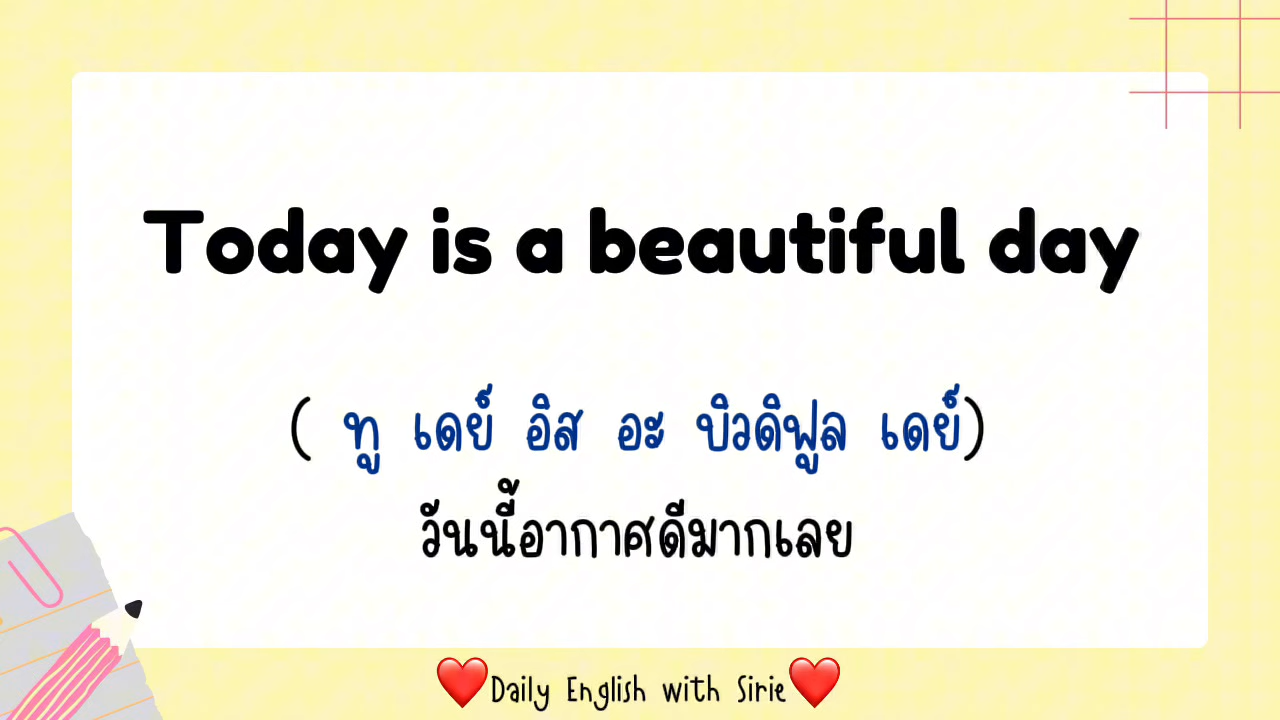 Today is a beautiful day
( ทู เดย์ อิส อะ บิวดิฟูล เดย์)
วันนี้อากาศดีมากเลย
❤️Daily English with Sirie❤️